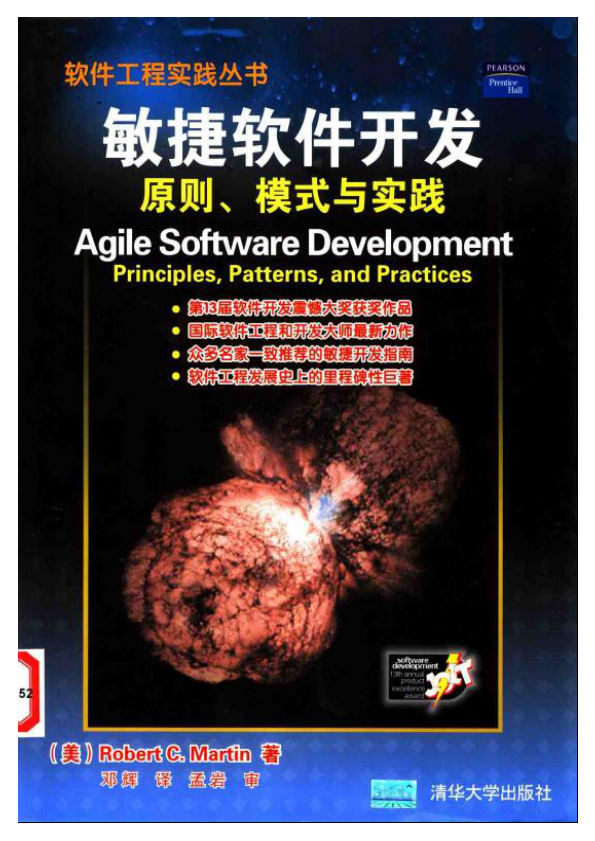 软件工程实践丛书
PEARSON
Prentice
Hall
敏捷软件开发
原则、模式与实践
Agile Software Development
Principles, Patterns, and Practices
• 第13届软件开发震憾大奖获奖作品
• 国际软件工程和开发大师最新力作
• 众多名家一致推荐的敏捷开发指南
• 软件工程发展史上的里程碑性巨著
software
development
13th annual
product
excellence
award
JOLT
52
(美) Robert C. Martin 著
邓辉 译 孟岩 审
清华大学出版社